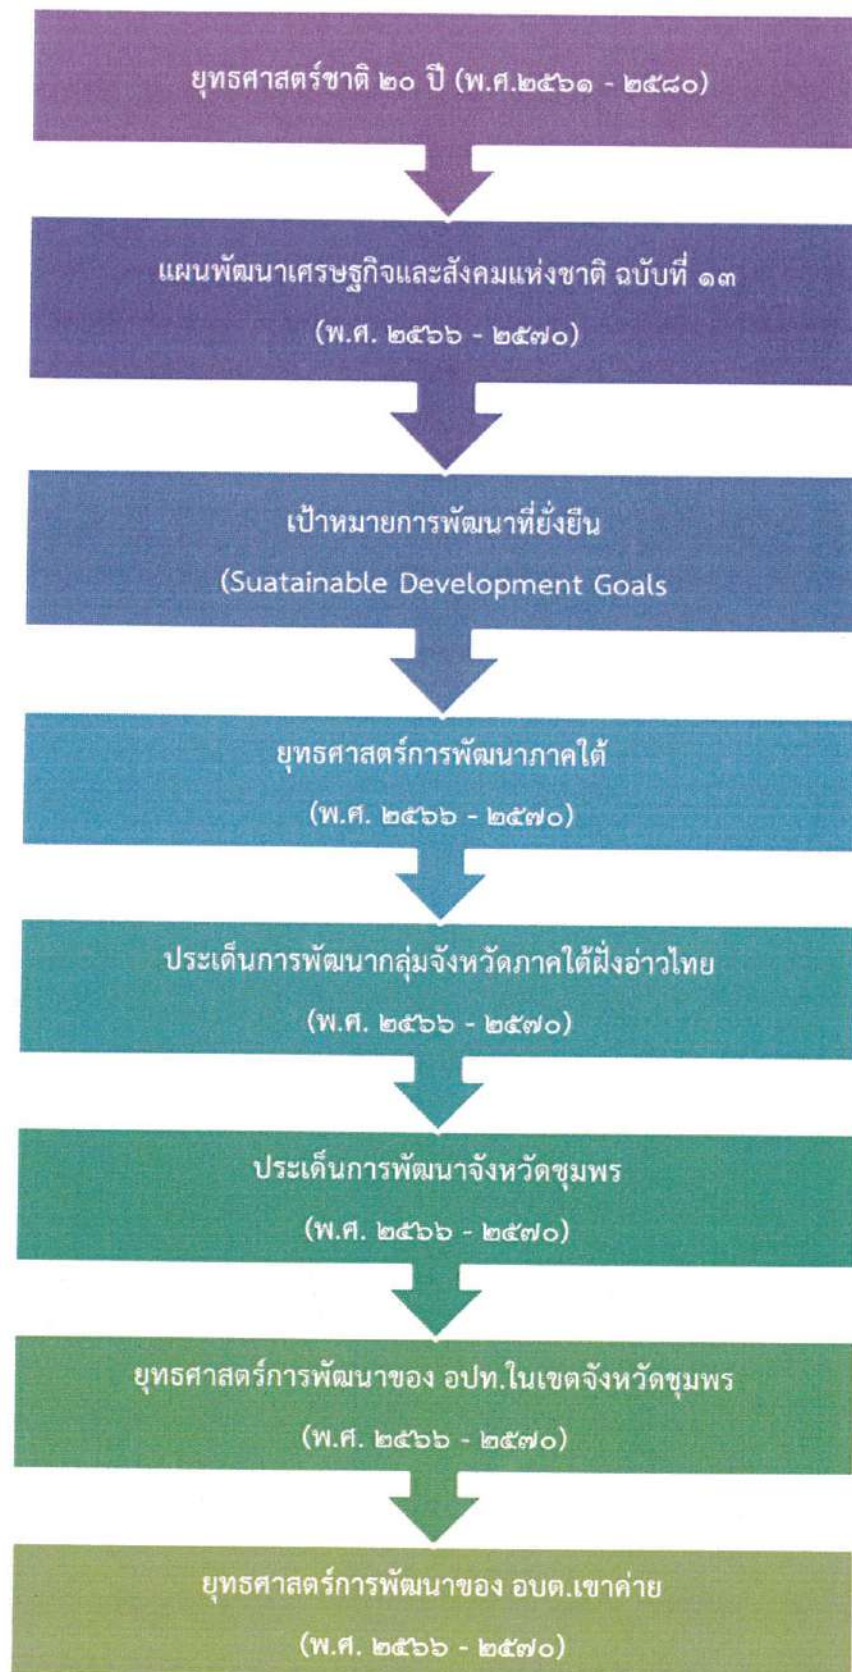 ยุทธศาสตร์ชาติ ๒๐ ปี (พ.ศ.๒๕๖๑ - ๒๕๘๐)
แผนพัฒนาเศรษฐกิจและสังคมแห่งชาติ ฉบับที่ ๑๓
(พ.ศ. ๒๕๖๖ - ๒๕๗๐)
เป้าหมายการพัฒนาที่ยั่งยืน
(Suatainable Development Goals
ยุทธศาสตร์การพัฒนาภาคใต้
(พ.ศ. ๒๕๖๖ - ๒๕๗๐)
ประเด็นการพัฒนากลุ่มจังหวัดภาคใต้ฝั่งอ่าวไทย
(พ.ศ. ๒๕๖๖ - ๒๕๗๐)
ประเด็นการพัฒนาจังหวัดชุมพร
(พ.ศ. ๒๕๖๖ - ๒๕๗๐)
ยุทธศาสตร์การพัฒนาของ อปท.ในเขตจังหวัดชุมพร
(พ.ศ. ๒๕๖๖ - ๒๕๗๐)
ยุทธศาสตร์การพัฒนาของ อบต.เขาค่าย
(พ.ศ. ๒๕๖๖ - ๒๕๗๐)